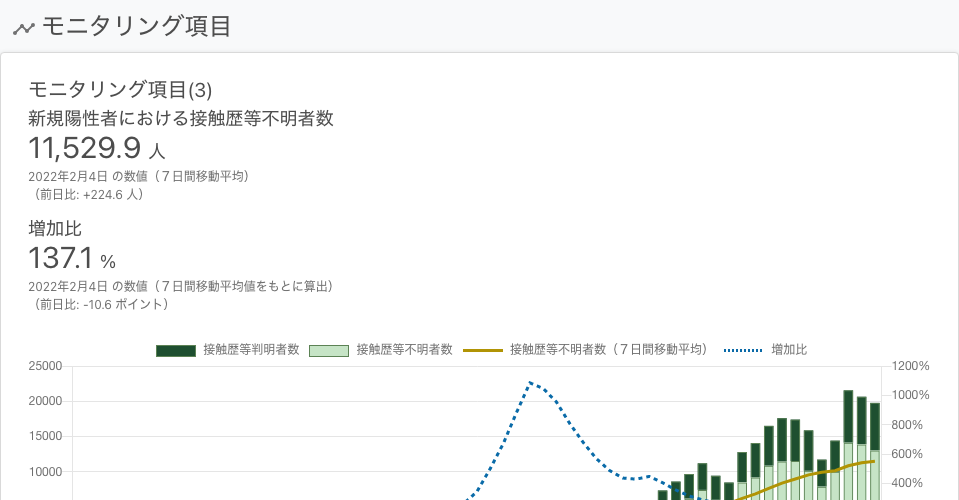 モニタリング項目
モニタリング項目(3)
新規陽性者における接触歴等不明者数
11,529.9 人
2022年2月4日 の数値（７日間移動平均）
（前日比: +224.6 人）
増加比
137.1 %
2022年2月4日 の数値（７日間移動平均値をもとに算出）
（前日比: -10.6 ポイント）
接触歴等判明者数 接触歴等不明者数 接触歴等不明者数（７日間移動平均） 増加比
25000 1200%
1000%
20000
800%
15000
600%
10000
400%